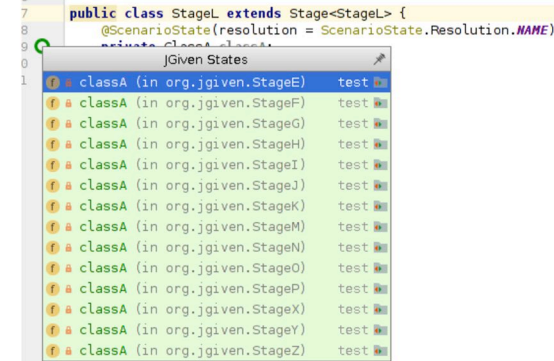 7 public class StageL extends Stage<StageL> {
8 @ScenarioState(resolution = ScenarioState.Resolution.NAME)
9 private ClassA classA;
0
1
JGiven States
classA (in org.jgiven.StageE) test
classA (in org.jgiven.StageF) test
classA (in org.jgiven.StageG) test
classA (in org.jgiven.StageH) test
classA (in org.jgiven.StageI) test
classA (in org.jgiven.StageJ) test
classA (in org.jgiven.StageK) test
classA (in org.jgiven.StageM) test
classA (in org.jgiven.StageN) test
classA (in org.jgiven.StageO) test
classA (in org.jgiven.StageP) test
classA (in org.jgiven.StageX) test
classA (in org.jgiven.StageY) test
classA (in org.jgiven.StageZ) test